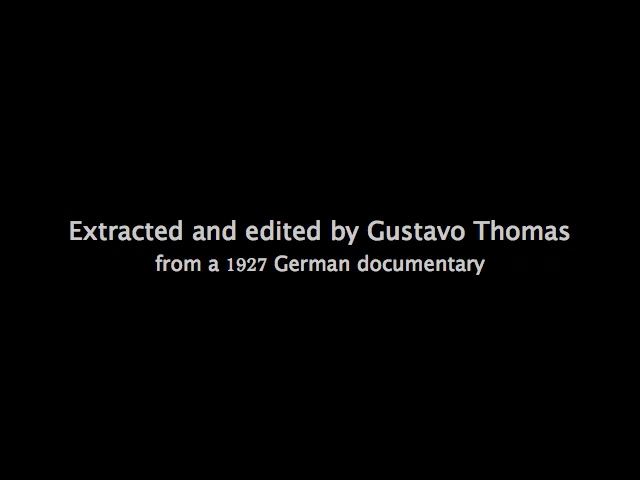 Extracted and edited by Gustavo Thomas
from a 1927 German documentary